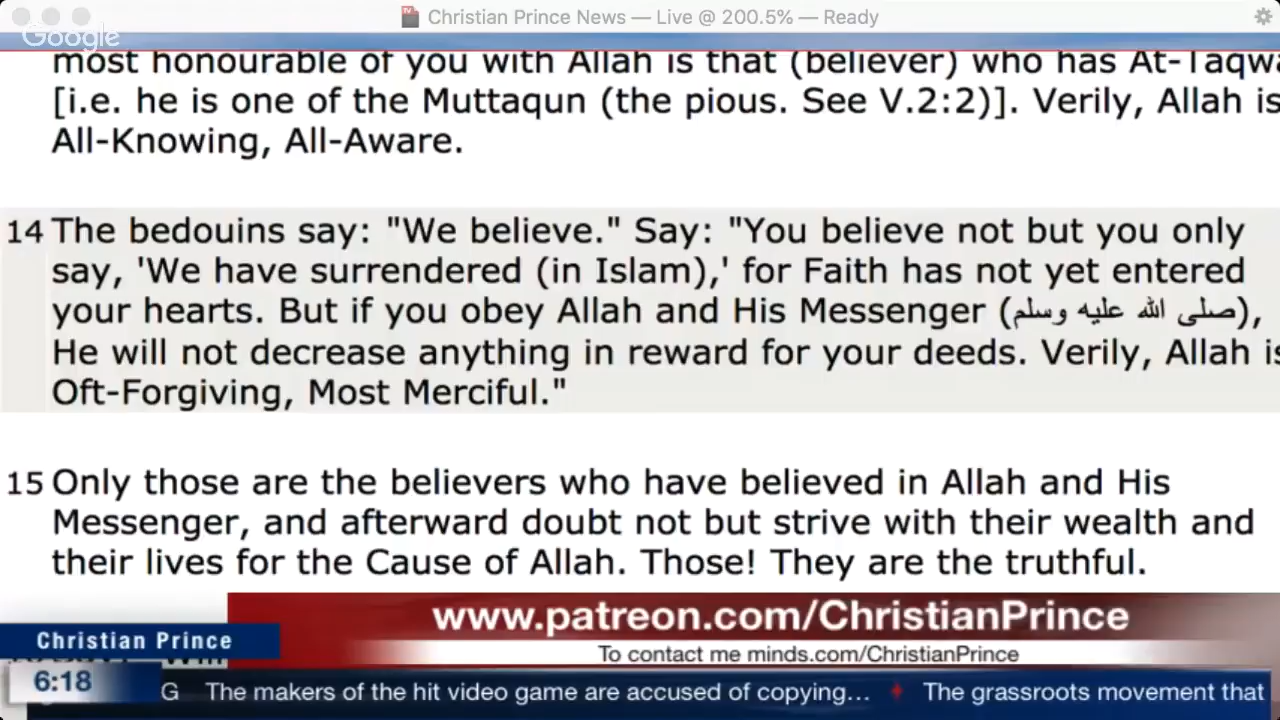 Christian Prince News — Live @ 200.5% — Ready
Google
most honourable of you with Allah is that (believer) who has At-Taqwa
[i.e. he is one of the Muttaqun (the pious. See V.2:2)]. Verily, Allah is
All-Knowing, All-Aware.
14 The bedouins say: "We believe." Say: "You believe not but you only
say, 'We have surrendered (in Islam),' for Faith has not yet entered
your hearts. But if you obey Allah and His Messenger (صلى الله عليه وسلم),
He will not decrease anything in reward for your deeds. Verily, Allah is
Oft-Forgiving, Most Merciful."
15 Only those are the believers who have believed in Allah and His
Messenger, and afterward doubt not but strive with their wealth and
their lives for the Cause of Allah. Those! They are the truthful.
www.patreon.com/ChristianPrince
Christian Prince
To contact me minds.com/ChristianPrince
6:18
G The makers of the hit video game are accused of copying... The grassroots movement that